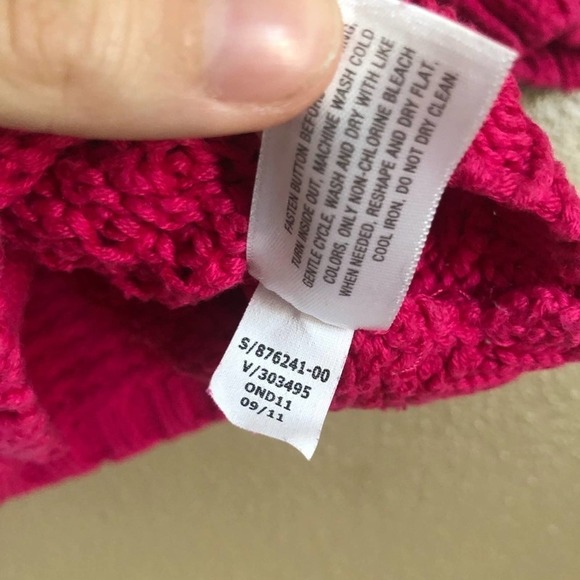 FASTEN BUTTON BEFORE
TURN INSIDE OUT, MACHINE WASH COLD
GENTLE CYCLE, WASH AND DRY WITH LIKE
COLORS, ONLY NON-CHLORINE BLEACH
WHEN NEEDED, RESHAPE AND DRY FLAT,
COOL IRON, DO NOT DRY CLEAN.
S/876241-00
V/303495
OND11
09/11